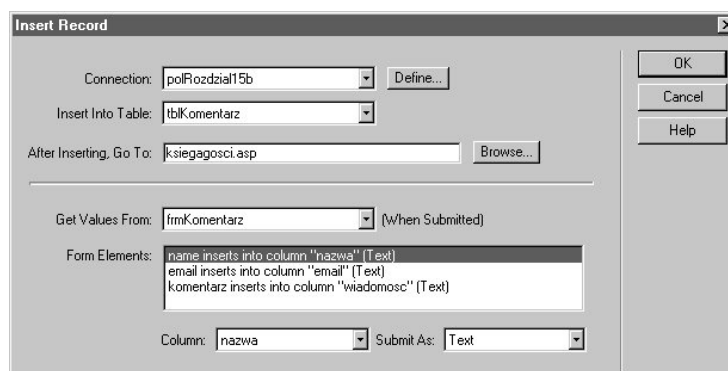 Insert Record
Connection: polRozdzial15b Define...
OK
Insert Into Table: tblKomentarz
Cancel
After Inserting, Go To: ksiegagosci.asp Browse...
Help
Get Values From: frmKomentarz (When Submitted)
Form Elements: name inserts into column "nazwa" (Text)
email inserts into column "email" (Text)
komentarz inserts into column "wiadomosc" (Text)
Column: nazwa Submit As: Text